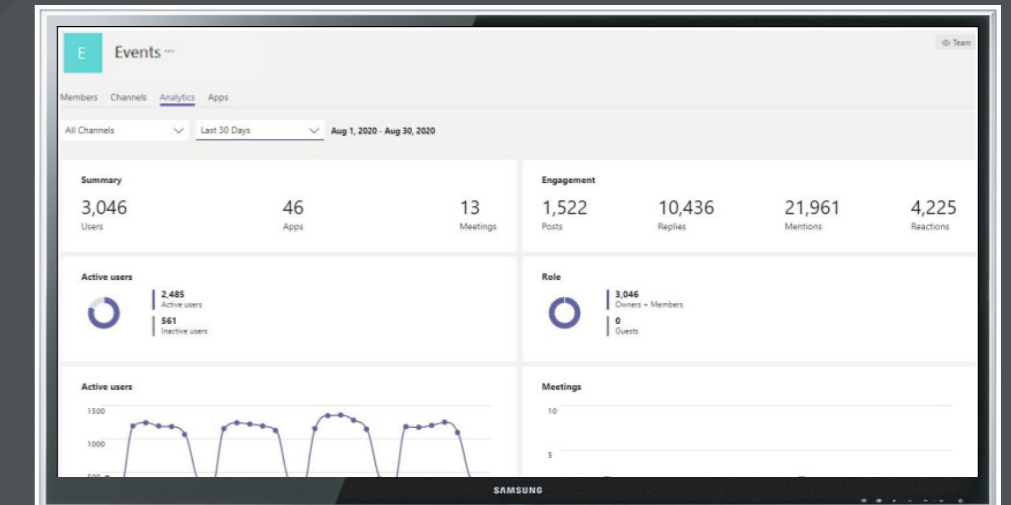 E
Events ...
Team
Members Channels Analytics Apps
All Channels Last 30 Days Aug 1, 2020 - Aug 30, 2020
Summary
3,046 46 13
Users Apps Meetings
Engagement
1,522 10,436 21,961 4,225
Posts Replies Mentions Reactions
Active users
2,485
Active users
561
Inactive users
Role
3,046
Owners + Members
0
Guests
Active users
1500
1000
500
Meetings
10
5
SAMSUNG